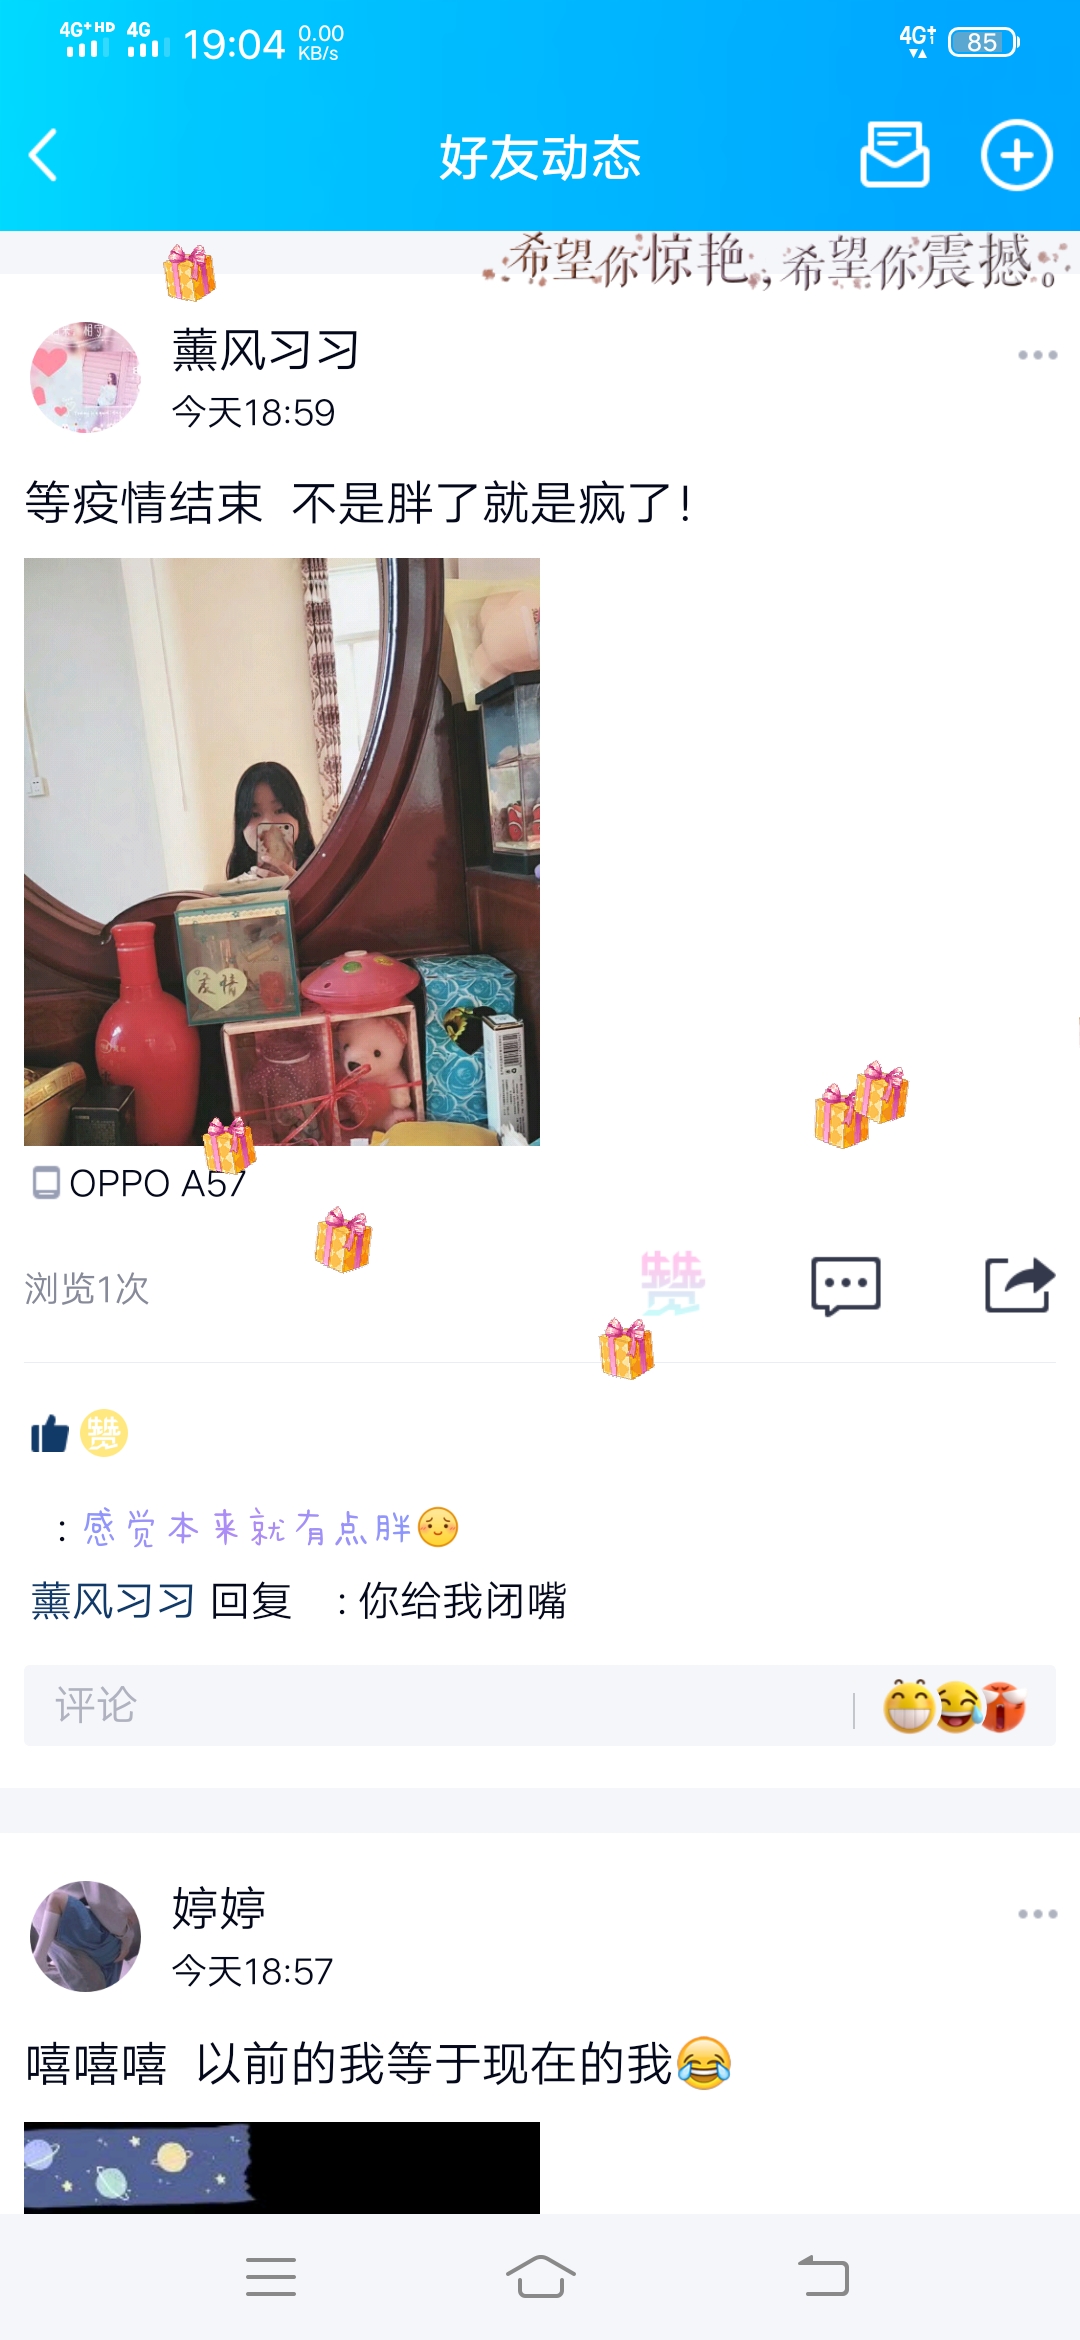 4G+ HD 4G 19:04 0.00 KB/s 4G+ 85
好友动态
希望你惊艳,希望你震撼。
薰风习习
今天18:59
等疫情结束 不是胖了就是疯了!
爱情
OPPO A57
浏览1次
赞
赞
:感觉本来就有点胖
薰风习习 回复 :你给我闭嘴
评论
婷婷
今天18:57
嘻嘻嘻 以前的我等于现在的我